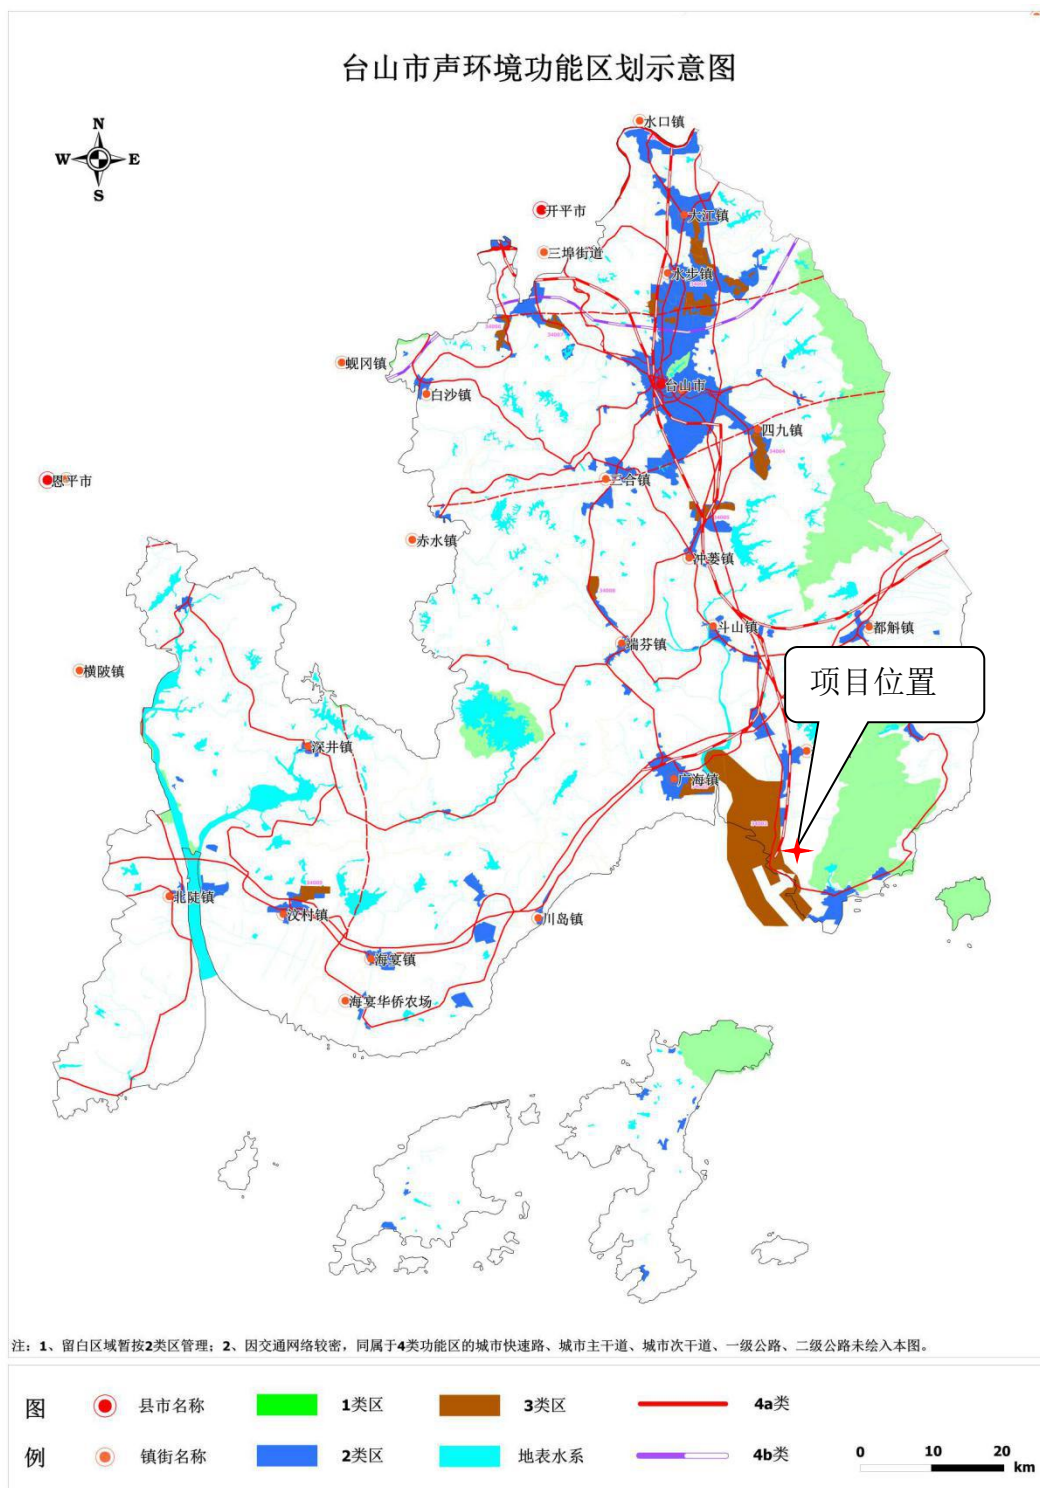 台山市声环境功能区划示意图
N
W
E
S
水口镇
开平市
大江镇
三埠街道
水步镇
蚬冈镇
白沙镇
台山市
四九镇
恩平市
三合镇
赤水镇
冲蒌镇
斗山镇
都斛镇
端芬镇
横陂镇
项目位置
深井镇
广海镇
北陡镇
汶村镇
川岛镇
海宴镇
海宴华侨农场
注：1、留白区域暂按2类区管理；2、因交通网络较密，同属于4类功能区的城市快速路、城市主干道、城市次干道、一级公路、二级公路未绘入本图。
图例
县市名称
1类区
3类区
4a类
镇街名称
2类区
地表水系
4b类
0 10 20
km